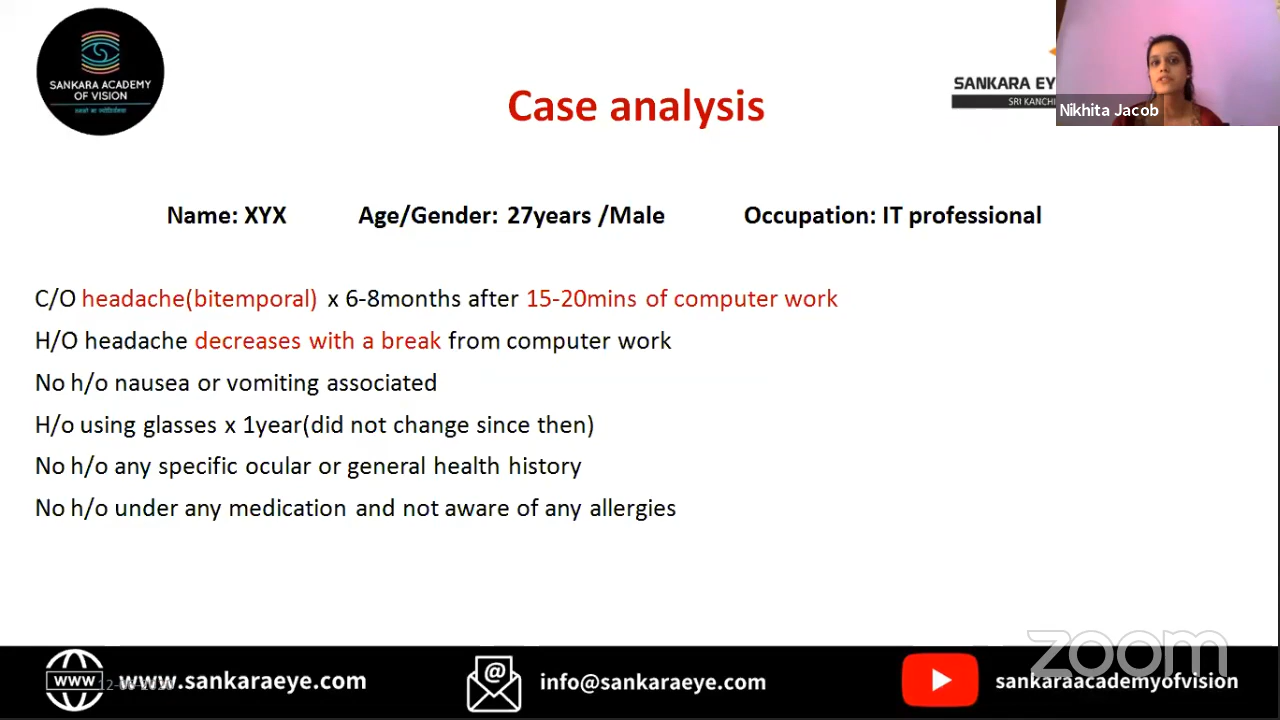 SANKARA ACADEMY
OF VISION
Case analysis
SANKARA EY
SRI KANCHI
Nikhita Jacob
Name: XYX Age/Gender: 27years /Male Occupation: IT professional
C/O headache(bitemporal) x 6-8months after 15-20mins of computer work
H/O headache decreases with a break from computer work
No h/o nausea or vomiting associated
H/o using glasses x 1year(did not change since then)
No h/o any specific ocular or general health history
No h/o under any medication and not aware of any allergies
zoom
WWW www.sankaraeye.com info@sankaraeye.com sankaraacademyofvision